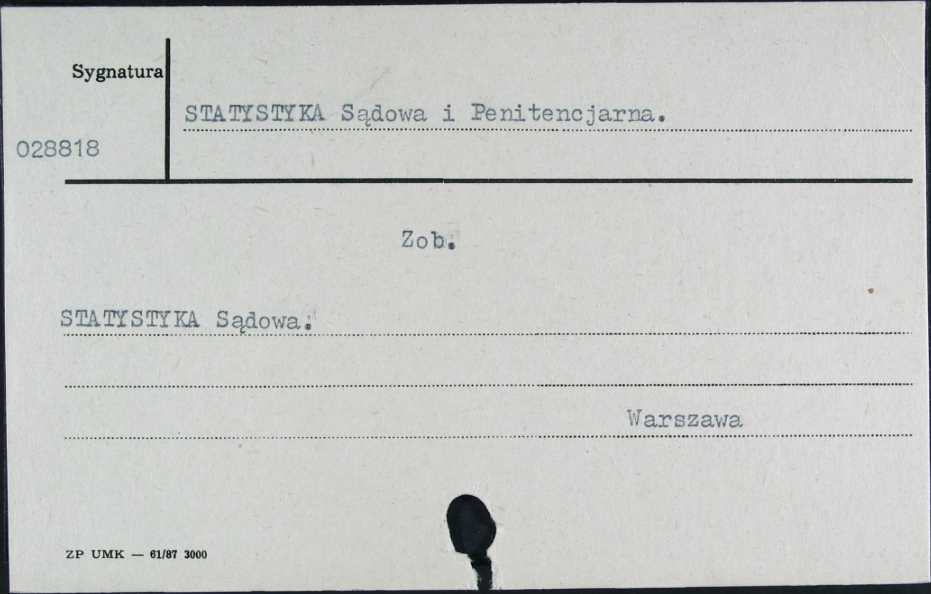 Sygnatura
STATYSTYKA Sądowa i Penitencjarna.
028818
Zob.
STATYSTYKA Sądowa.
Warszawa
ZP UMK — 61/87 3000